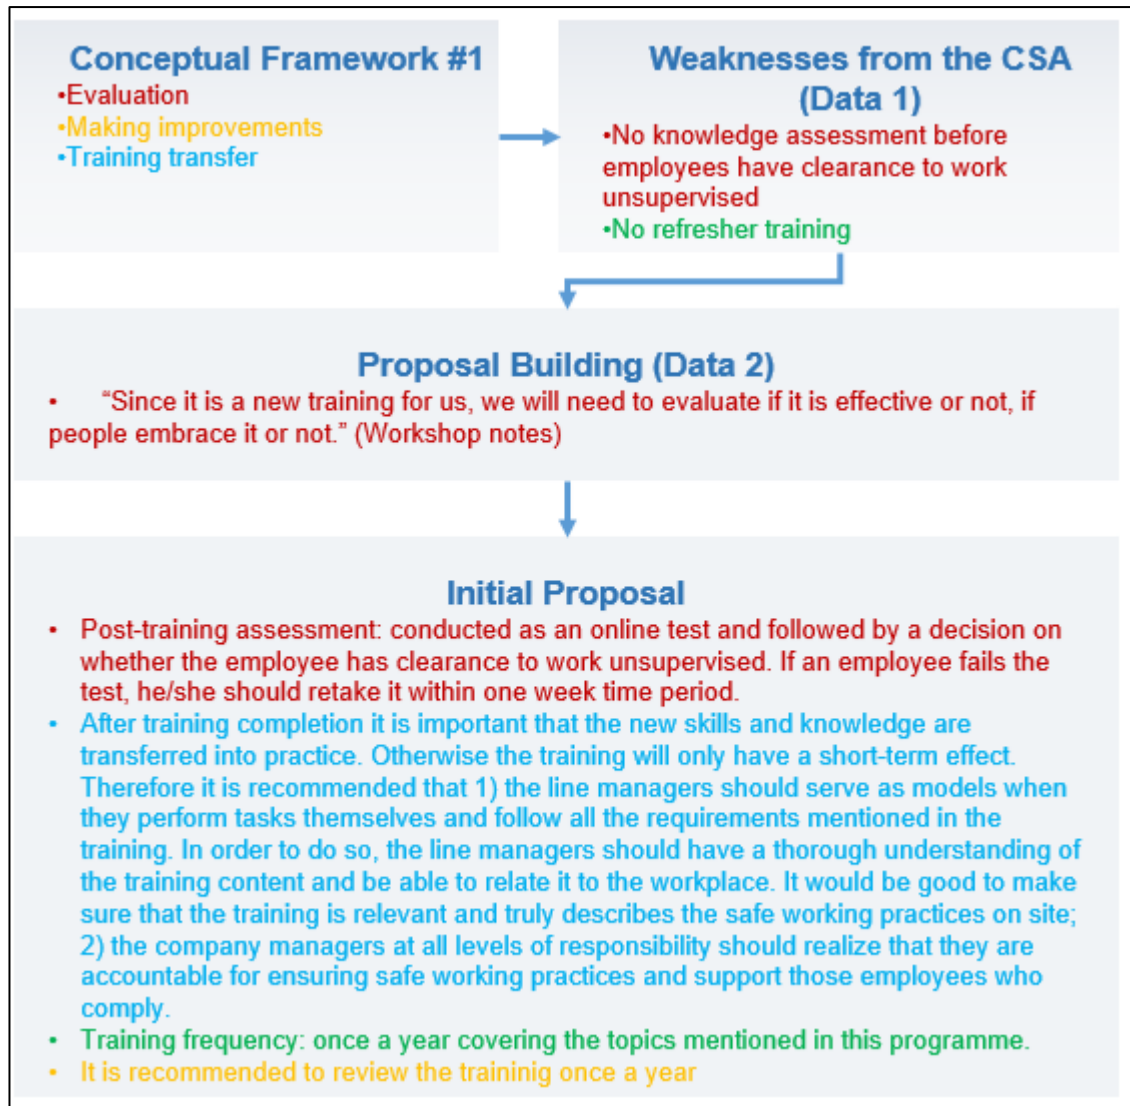 Conceptual Framework #1
•Evaluation
•Making improvements
•Training transfer
Weaknesses from the CSA
(Data 1)
•No knowledge assessment before
employees have clearance to work
unsupervised
•No refresher training
Proposal Building (Data 2)
• “Since it is a new training for us, we will need to evaluate if it is effective or not, if
people embrace it or not.” (Workshop notes)
Initial Proposal
• Post-training assessment: conducted as an online test and followed by a decision on
whether the employee has clearance to work unsupervised. If an employee fails the
test, he/she should retake it within one week time period.
• After training completion it is important that the new skills and knowledge are
transferred into practice. Otherwise the training will only have a short-term effect.
Therefore it is recommended that 1) the line managers should serve as models when
they perform tasks themselves and follow all the requirements mentioned in the
training. In order to do so, the line managers should have a thorough understanding of
the training content and be able to relate it to the workplace. It would be good to make
sure that the training is relevant and truly describes the safe working practices on site;
2) the company managers at all levels of responsibility should realize that they are
accountable for ensuring safe working practices and support those employees who
comply.
• Training frequency: once a year covering the topics mentioned in this programme.
• It is recommended to review the traininig once a year